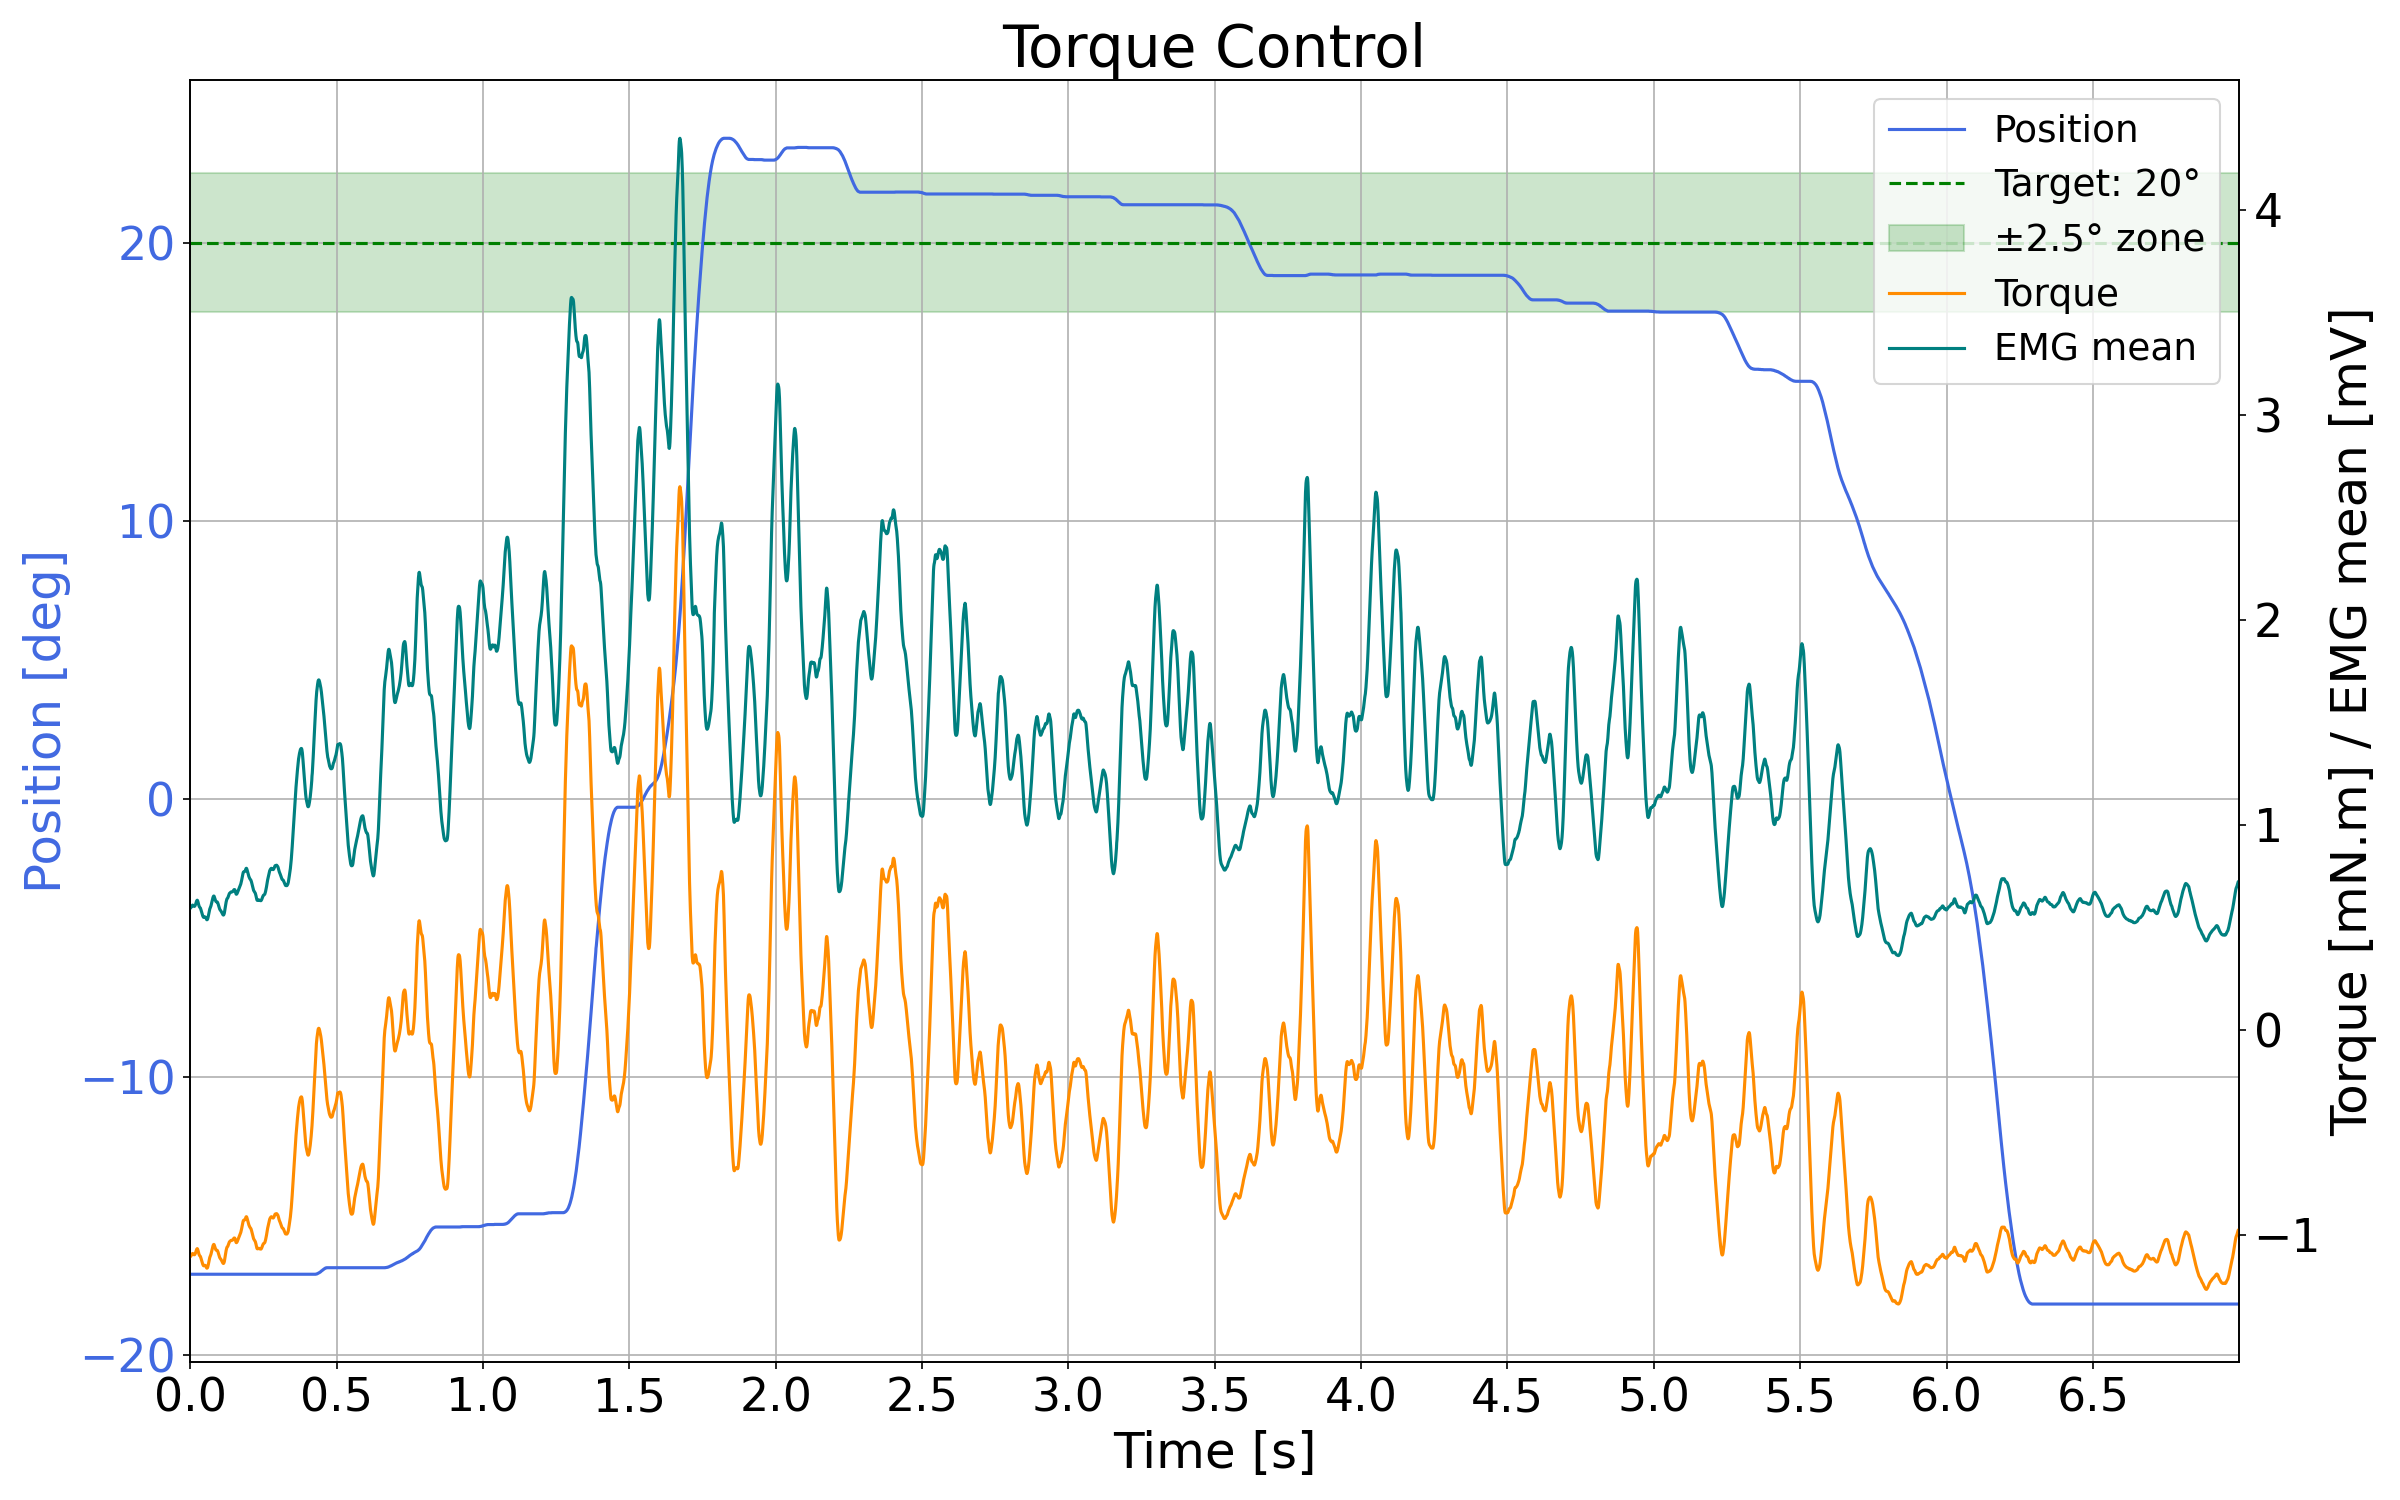 Torque Control
Position [deg]
20
10
0
−10
−20
Position
Target: 20°
±2.5° zone
Torque
EMG mean
4
3
2
1
0
−1
Torque [mN.m] / EMG mean [mV]
0.0 0.5 1.0 1.5 2.0 2.5 3.0 3.5 4.0 4.5 5.0 5.5 6.0 6.5
Time [s]